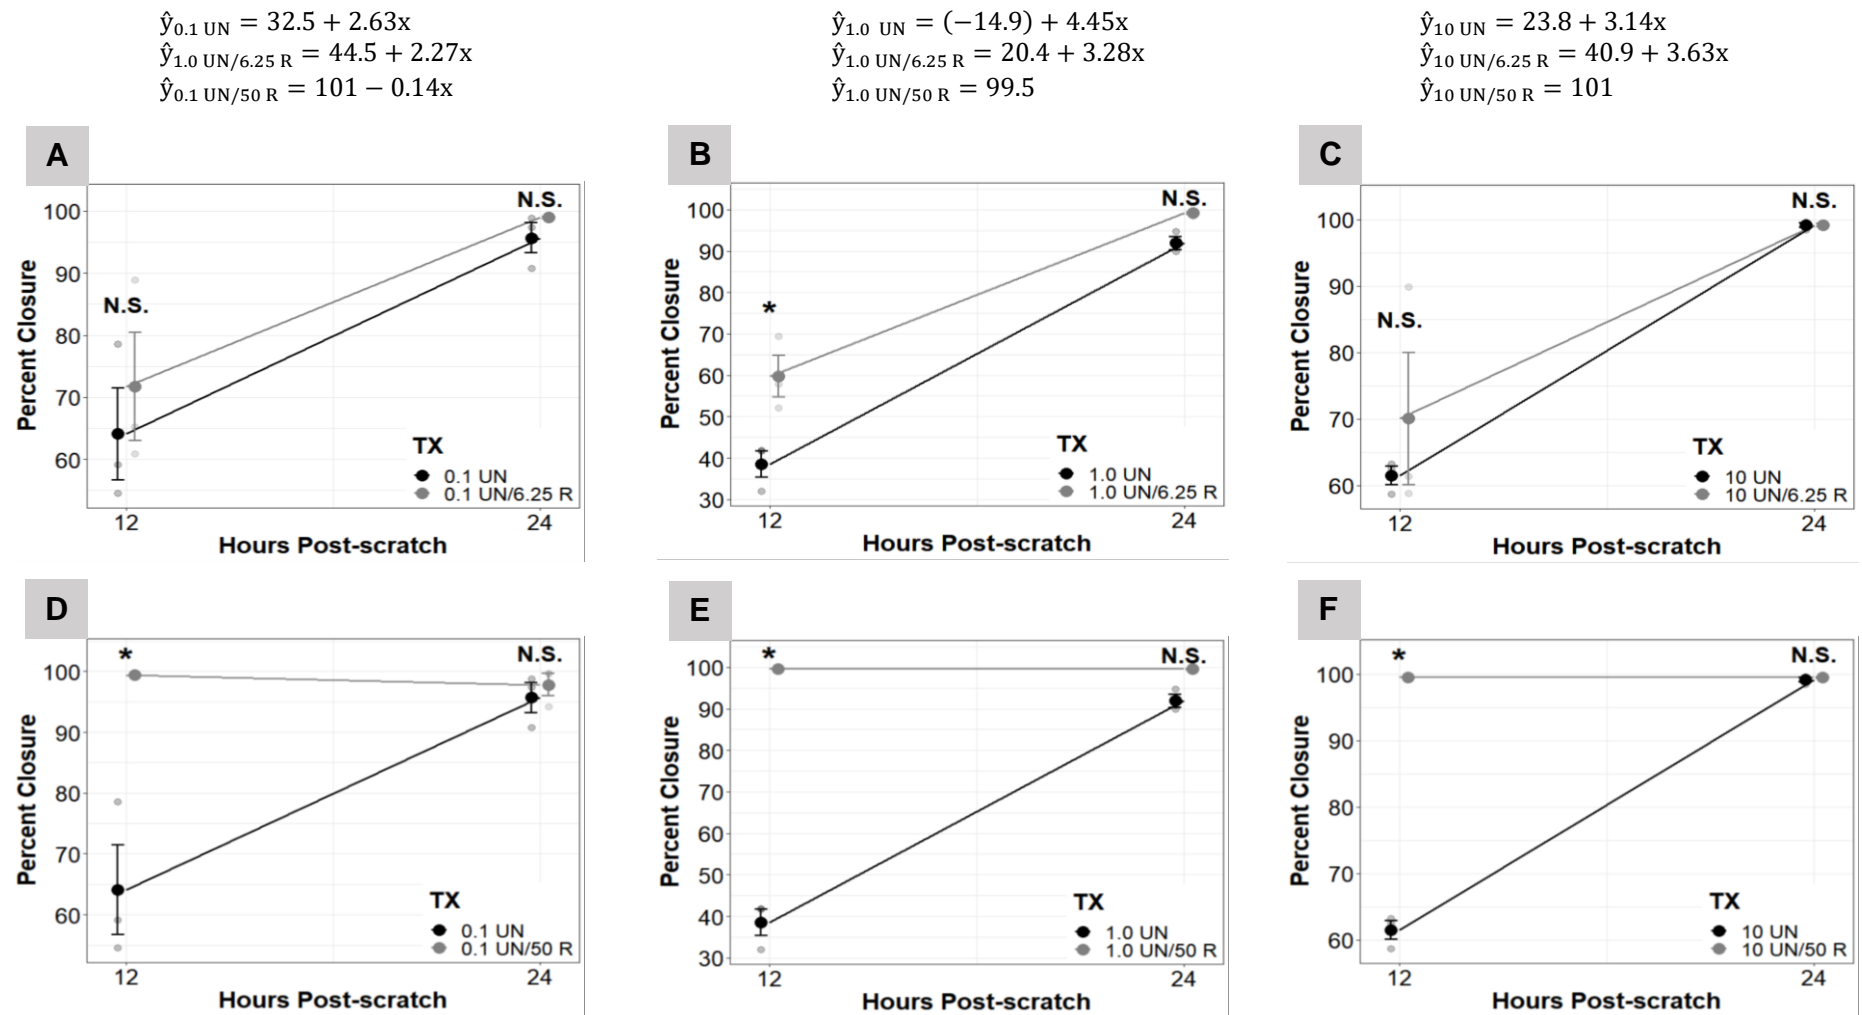 ŷ0.1 UN = 32.5 + 2.63x
ŷ1.0 UN/6.25 R = 44.5 + 2.27x
ŷ0.1 UN/50 R = 101 − 0.14x
ŷ1.0 UN = (−14.9) + 4.45x
ŷ1.0 UN/6.25 R = 20.4 + 3.28x
ŷ1.0 UN/50 R = 99.5
ŷ10 UN = 23.8 + 3.14x
ŷ10 UN/6.25 R = 40.9 + 3.63x
ŷ10 UN/50 R = 101
A
Percent Closure
100
90
80
70
60
N.S.
N.S.
TX
0.1 UN
0.1 UN/6.25 R
12
24
Hours Post-scratch
B
Percent Closure
100
90
80
70
60
50
40
30
*
N.S.
TX
1.0 UN
1.0 UN/6.25 R
12
24
Hours Post-scratch
C
Percent Closure
100
90
80
70
60
N.S.
N.S.
TX
10 UN
10 UN/6.25 R
12
24
Hours Post-scratch
D
Percent Closure
100
90
80
70
60
*
N.S.
TX
0.1 UN
0.1 UN/50 R
12
24
Hours Post-scratch
E
Percent Closure
100
90
80
70
60
50
40
30
*
N.S.
TX
1.0 UN
1.0 UN/50 R
12
24
Hours Post-scratch
F
Percent Closure
100
90
80
70
60
*
N.S.
TX
10 UN
10 UN/50 R
12
24
Hours Post-scratch